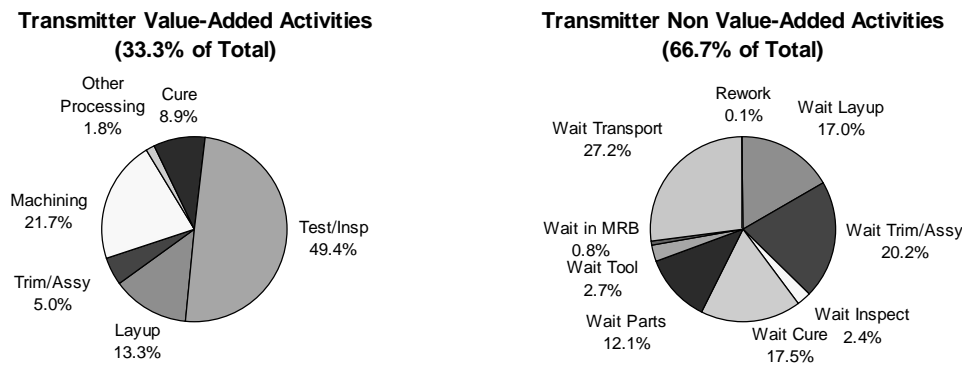 Transmitter Value-Added Activities
(33.3% of Total)
Other
Processing
1.8%
Cure
8.9%
Machining
21.7%
Test/Insp
49.4%
Trim/Assy
5.0%
Layup
13.3%
Transmitter Non Value-Added Activities
(66.7% of Total)
Rework
0.1%
Wait Layup
17.0%
Wait Transport
27.2%
Wait in MRB
0.8%
Wait Trim/Assy
20.2%
Wait Tool
2.7%
Wait Parts
12.1%
Wait Cure
17.5%
Wait Inspect
2.4%